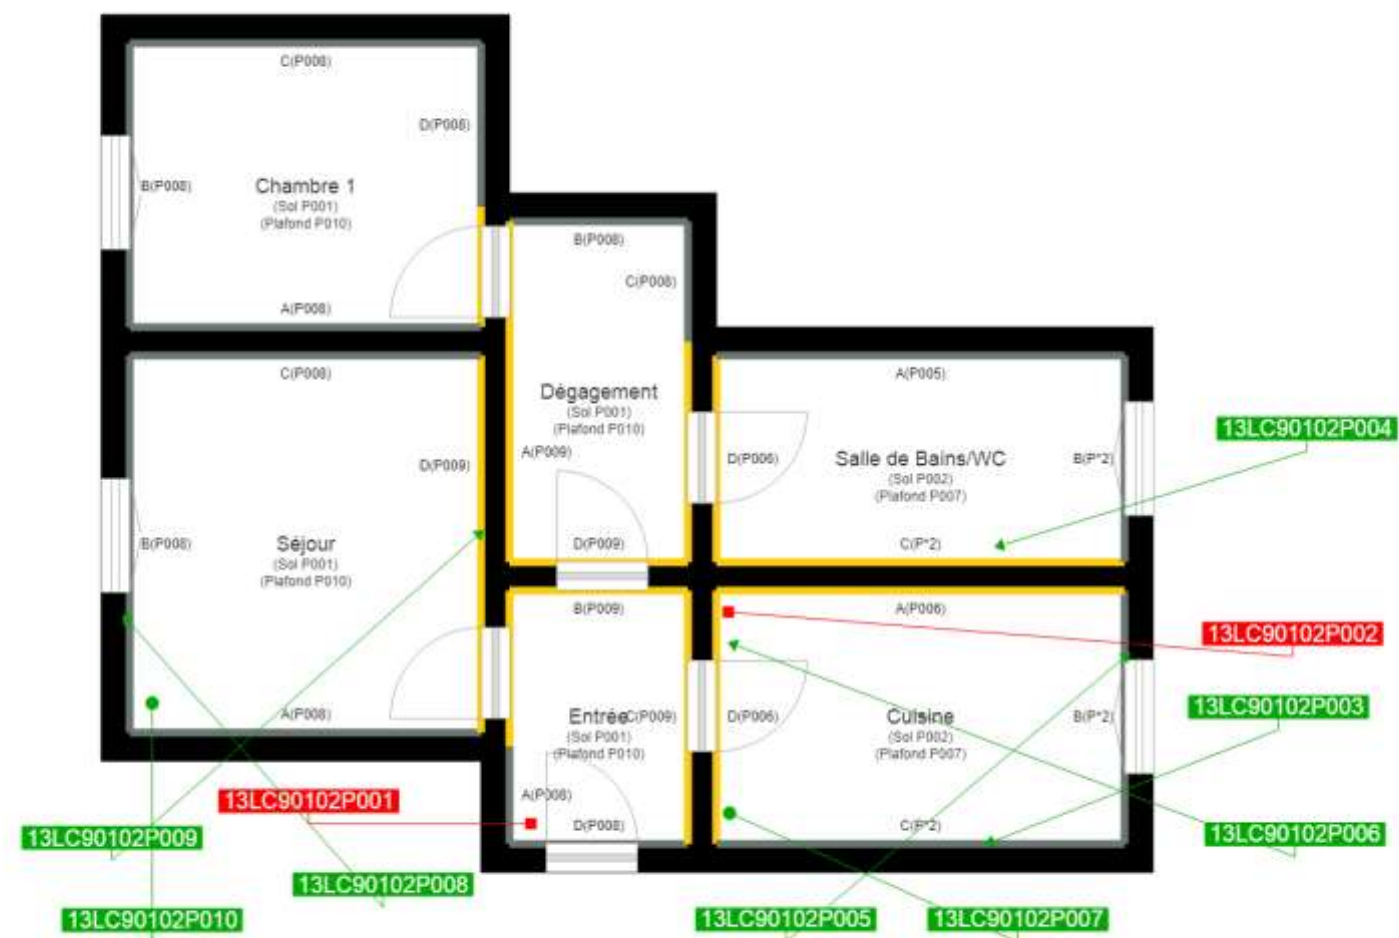 C(P008)
D(P008)
B(P008)
Chambre 1
(Sol P001)
(Plafond P010)
A(P008)
B(P008)
C(P008)
Dégagement
(Sol P001)
(Plafond P010)
A(P009)
D(P009)
C(P008)
D(P009)
B(P008)
Séjour
(Sol P001)
(Plafond P010)
A(P008)
A(P005)
D(P006)
Salle de Bains/WC
(Sol P002)
(Plafond P007)
B(P*2)
C(P*2)
13LC90102P004
B(P009)
Entrée
C(P009)
(Sol P001)
(Plafond P010)
A(P008)
D(P008)
A(P006)
D(P006)
Cuisine
(Sol P002)
(Plafond P007)
B(P*2)
C(P*2)
13LC90102P002
13LC90102P003
13LC90102P001
13LC90102P009
13LC90102P006
13LC90102P008
13LC90102P010
13LC90102P005
13LC90102P007